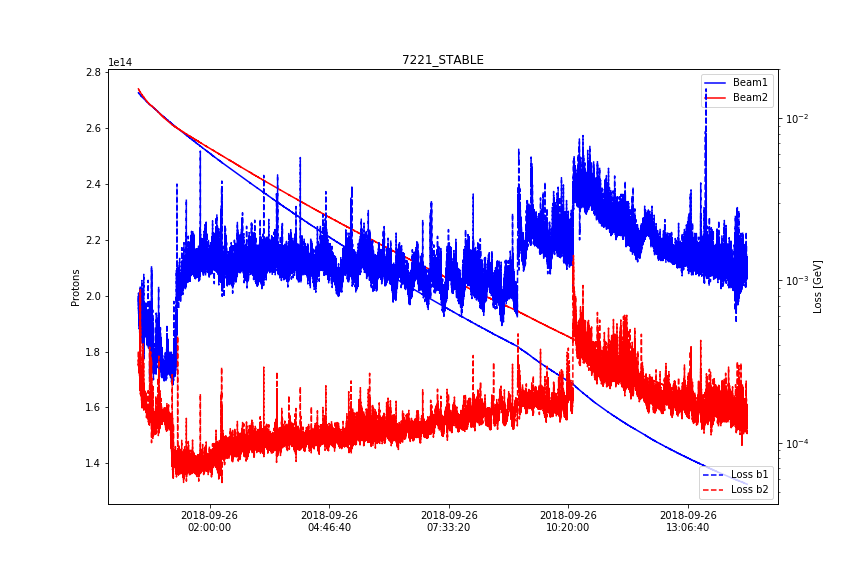 7221_STABLE
1e14
2.8
2.6
2.4
2.2
2.0
1.8
1.6
1.4
Protons
Beam1
Beam2
10⁻²
10⁻³
10⁻⁴
Loss [GeV]
Loss b1
Loss b2
2018-09-26
02:00:00
2018-09-26
04:46:40
2018-09-26
07:33:20
2018-09-26
10:20:00
2018-09-26
13:06:40